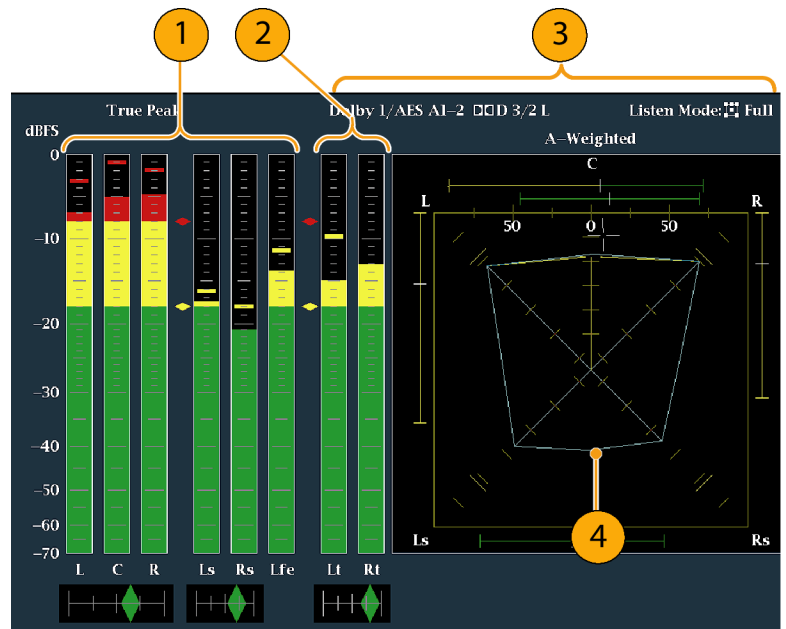 1 2 3
True Peak Dolby 1/AES A1-2 DD D 3/2 L Listen Mode: Full
dBFS
A-Weighted
C
L R
0
-10
-20
-30
-40
-50
-60
-70
50 0 50
4
Ls Rs
L C R Ls Rs Lfe Lt Rt